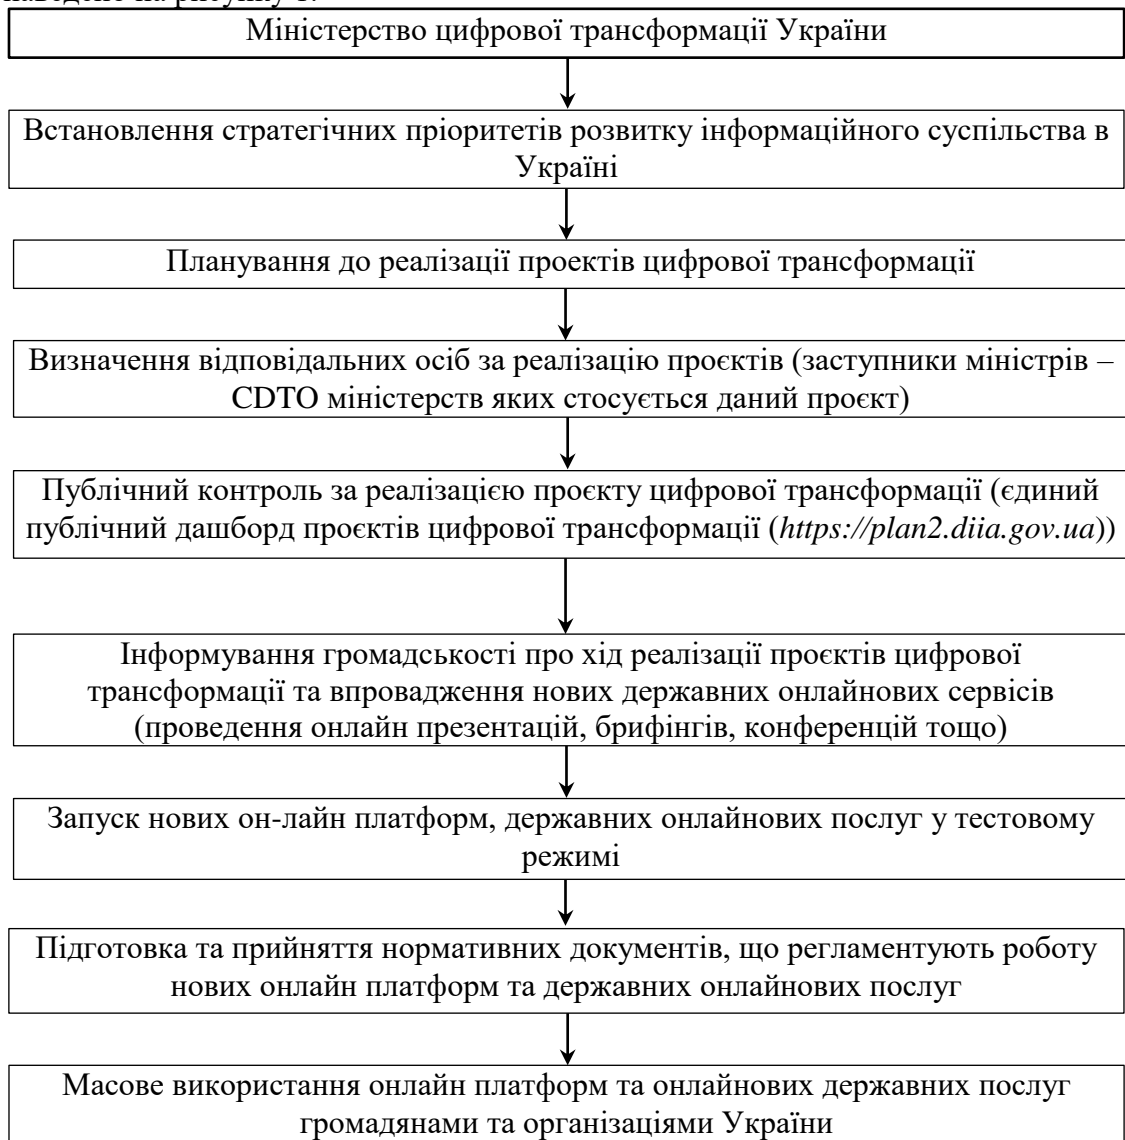 наведено на рисунку 1.
Міністерство цифрової трансформації України
Встановлення стратегічних пріоритетів розвитку інформаційного суспільства в
Україні
Планування до реалізації проектів цифрової трансформації
Визначення відповідальних осіб за реалізацію проєктів (заступники міністрів –
CDTO міністерств яких стосується даний проєкт)
Публічний контроль за реалізацією проєкту цифрової трансформації (єдиний
публічний дашборд проєктів цифрової трансформації (https://plan2.diia.gov.ua))
Інформування громадськості про хід реалізації проєктів цифрової
трансформації та впровадження нових державних онлайнових сервісів
(проведення онлайн презентацій, брифінгів, конференцій тощо)
Запуск нових он-лайн платформ, державних онлайнових послуг у тестовому
режимі
Підготовка та прийняття нормативних документів, що регламентують роботу
нових онлайн платформ та державних онлайнових послуг
Масове використання онлайн платформ та онлайнових державних послуг
громадянами та організаціями України